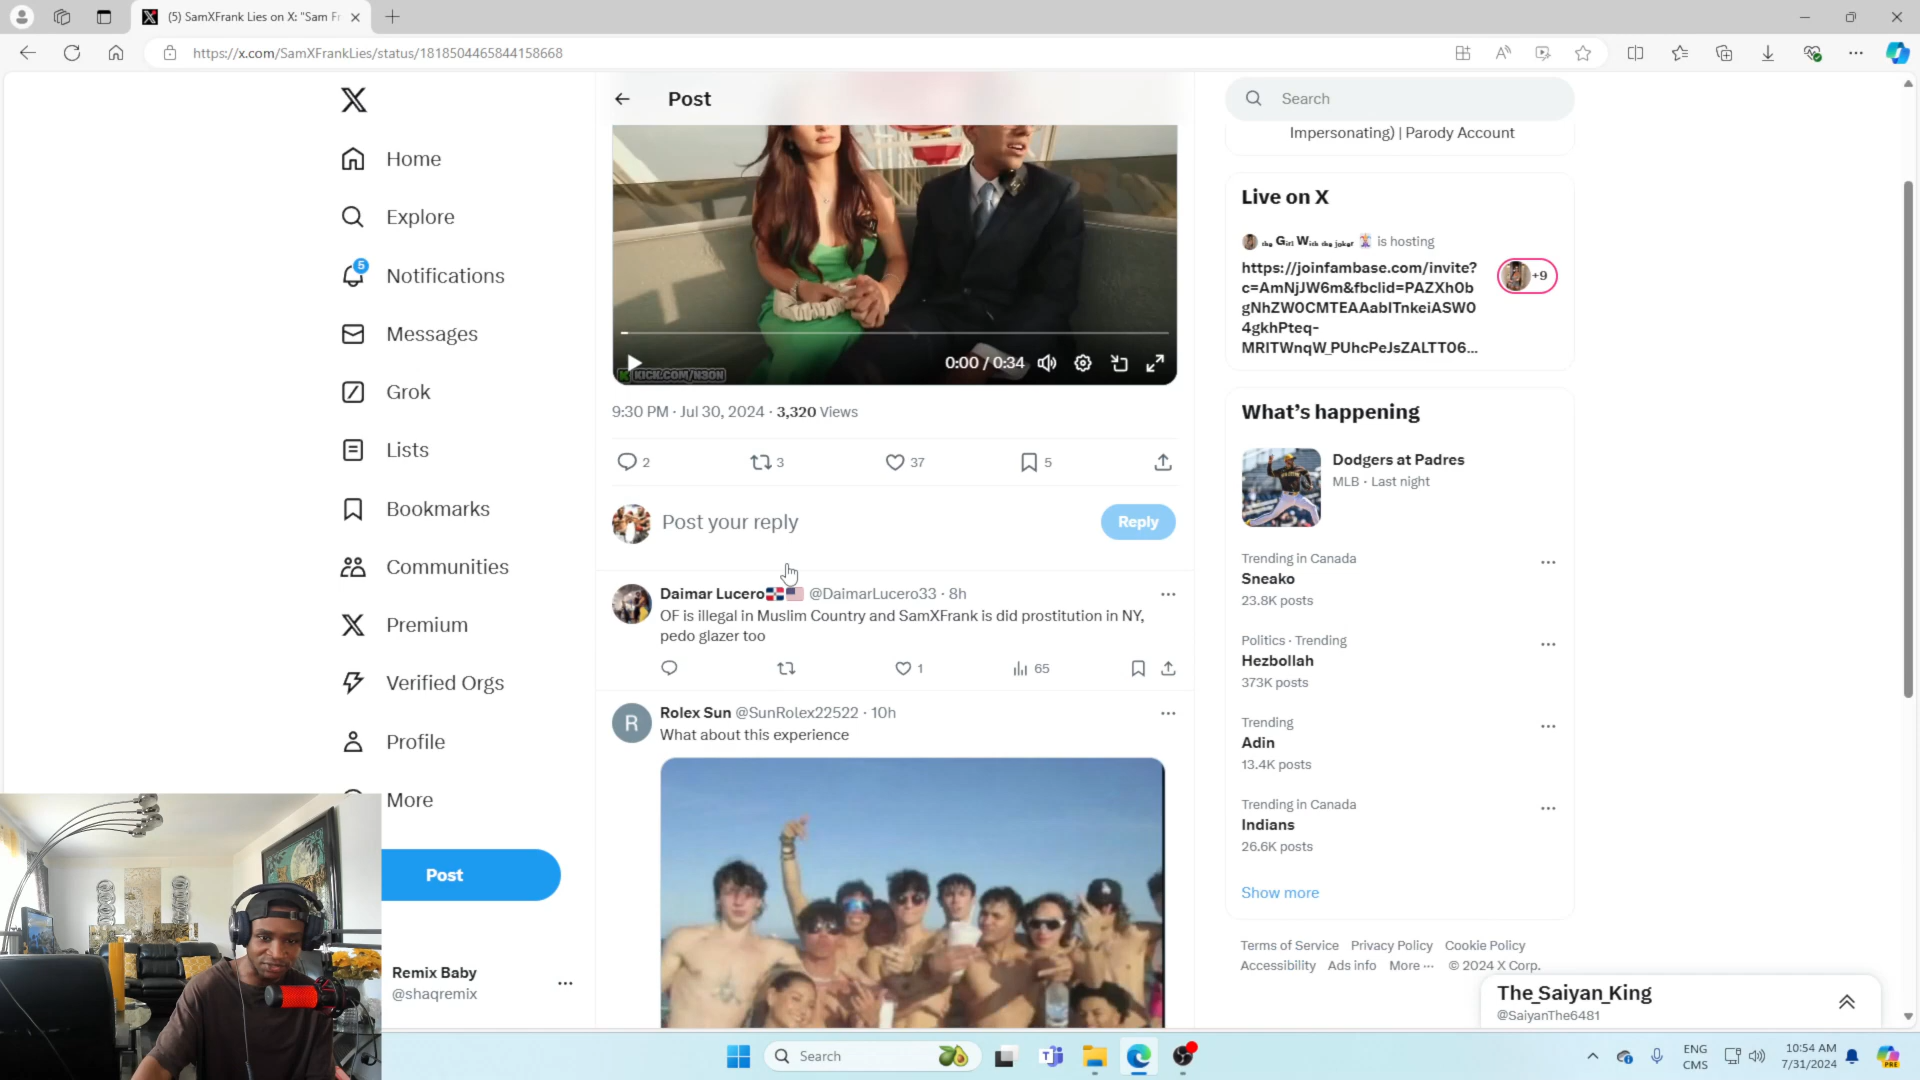 (5) SamXFrank Lies on X: "Sam Fr
https://x.com/SamXFrankLies/status/1818504465844158668
Home
Explore
5
Notifications
Messages
Grok
Lists
Bookmarks
Communities
Premium
Verified Orgs
Profile
More
Post
Remix Baby
@shaqremix
Post
0:00 / 0:34
KICK.COM/N3ON
9:30 PM · Jul 30, 2024 · 3,320 Views
2
3
37
5
Post your reply
Reply
Daimar Lucero🇩🇴🇺🇸 @DaimarLucero33 · 8h
OF is illegal in Muslim Country and SamXFrank is did prostitution in NY,
pedo glazer too
1
65
R
Rolex Sun @SunRolex22522 · 10h
What about this experience
Search
Impersonating) | Parody Account
Live on X
ₜₕₑ Gᵢᵣₗ Wᵢₜₕ ₜₕₑ ⱼₒₖₑᵣ 🃏 is hosting
https://joinfambase.com/invite?
c=AmNjJW6m&fbclid=PAZXh0b
gNhZW0CMTEAAabITnkeiASW0
4gkhPteq-
MRITWnqW_PUhcPeJsZALTT06...
+9
What's happening
Dodgers at Padres
MLB · Last night
Trending in Canada
Sneako
23.8K posts
Politics · Trending
Hezbollah
373K posts
Trending
Adin
13.4K posts
Trending in Canada
Indians
26.6K posts
Show more
Terms of Service Privacy Policy Cookie Policy
Accessibility Ads info More ··· © 2024 X Corp.
The_Saiyan_King
@SaiyanThe6481
Search
ENG
CMS
10:54 AM
7/31/2024
PRE